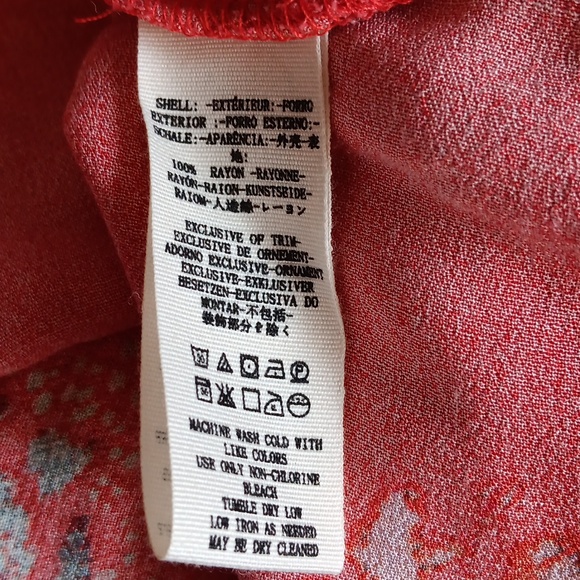 SHELL: -EXTÉRIEUR:-FORRO
EXTERIOR :-FORRO ESTERNO:-
SCHALE:-APARÊNCIA:-外壳-表
地:
100% RAYON -RAYONNE-
RAYÓN-RAION-KUNSTSEIDE-
RAIOM-人造絲-レーヨン
EXCLUSIVE OF TRIM-
EXCLUSIVE DE ORNEMENT-
ADORNO EXCLUSIVE-ORNAMENT
EXCLUSIVE-EXKLUSIVER
BESETZEN-EXCLUSIVA DO
MONTAR-不包括-
装飾部分を除く
MACHINE WASH COLD WITH
LIKE COLORS
USE ONLY NON-CHLORINE
BLEACH
TUMBLE DRY LOW
LOW IRON AS NEEDED
MAY BE DRY CLEANED